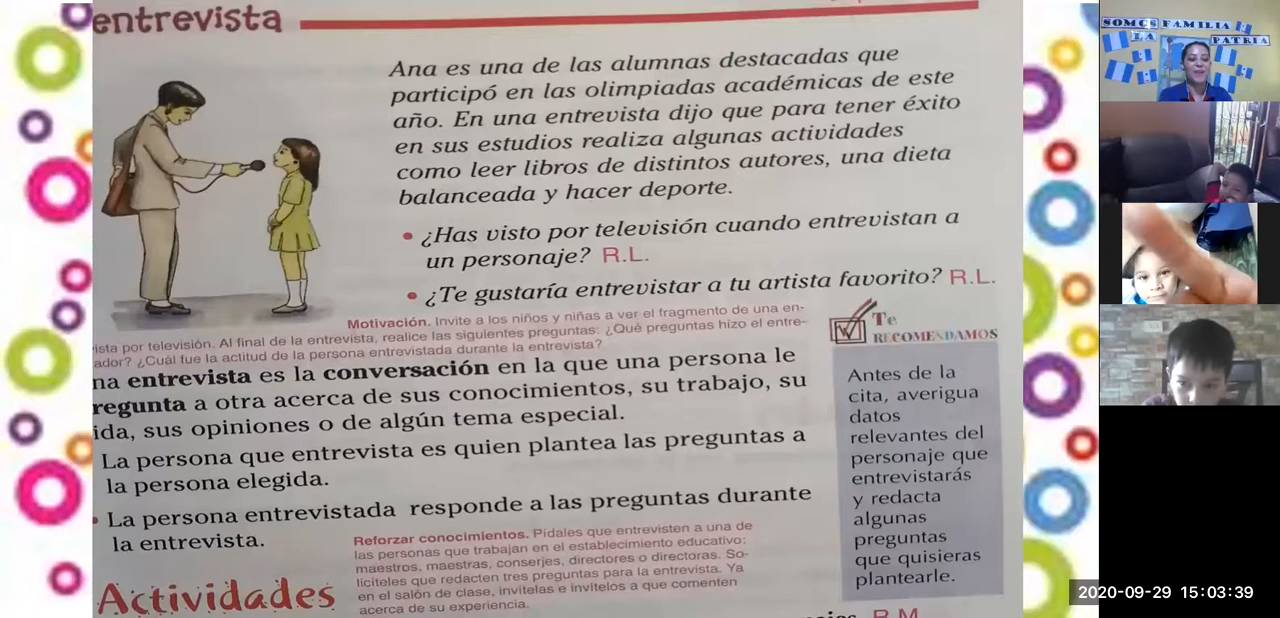 entrevista
Ana es una de las alumnas destacadas que
participó en las olimpiadas académicas de este
año. En una entrevista dijo que para tener éxito
en sus estudios realiza algunas actividades
como leer libros de distintos autores, una dieta
balanceada y hacer deporte.
• ¿Has visto por televisión cuando entrevistan a
un personaje? R.L.
• ¿Te gustaría entrevistar a tu artista favorito? R.L.
Motivación. Invite a los niños y niñas a ver el fragmento de una en-
ista por televisión. Al final de la entrevista, realice las siguientes preguntas: ¿Qué preguntas hizo el entre-
ador? ¿Cuál fue la actitud de la persona entrevistada durante la entrevista?
na entrevista es la conversación en la que una persona le
regunta a otra acerca de sus conocimientos, su trabajo, su
ida, sus opiniones o de algún tema especial.
La persona que entrevista es quien plantea las preguntas a
la persona elegida.
• La persona entrevistada responde a las preguntas durante
la entrevista.
Reforzar conocimientos. Pídales que entrevisten a una de
las personas que trabajan en el establecimiento educativo:
maestros, maestras, conserjes, directores o directoras. So-
licíteles que redacten tres preguntas para la entrevista. Ya
en el salón de clase, invítelas e invítelos a que comenten
acerca de su experiencia.
Actividades
Te
RECOMENDAMOS
Antes de la
cita, averigua
datos
relevantes del
personaje que
entrevistarás
y redacta
algunas
preguntas
que quisieras
plantearle.
R.M.
SOMOS FAMILIA
LA PATRIA
2020-09-29 15:03:39